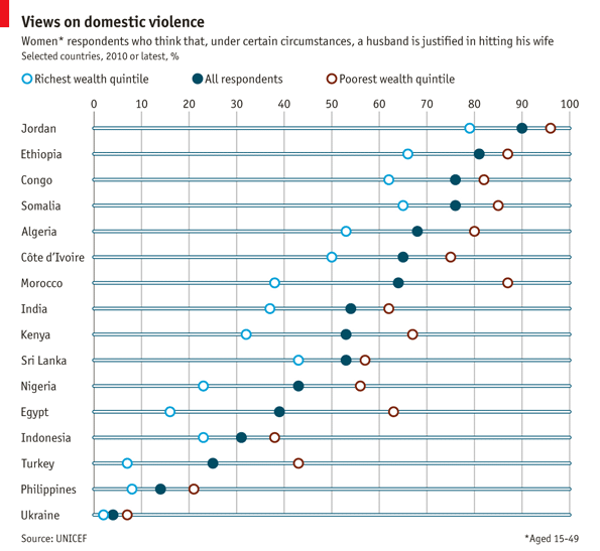 Views on domestic violence
Women* respondents who think that, under certain circumstances, a husband is justified in hitting his wife
Selected countries, 2010 or latest, %
Richest wealth quintile All respondents Poorest wealth quintile
0 10 20 30 40 50 60 70 80 90 100
Jordan
Ethiopia
Congo
Somalia
Algeria
Côte d'Ivoire
Morocco
India
Kenya
Sri Lanka
Nigeria
Egypt
Indonesia
Turkey
Philippines
Ukraine
Source: UNICEF *Aged 15-49